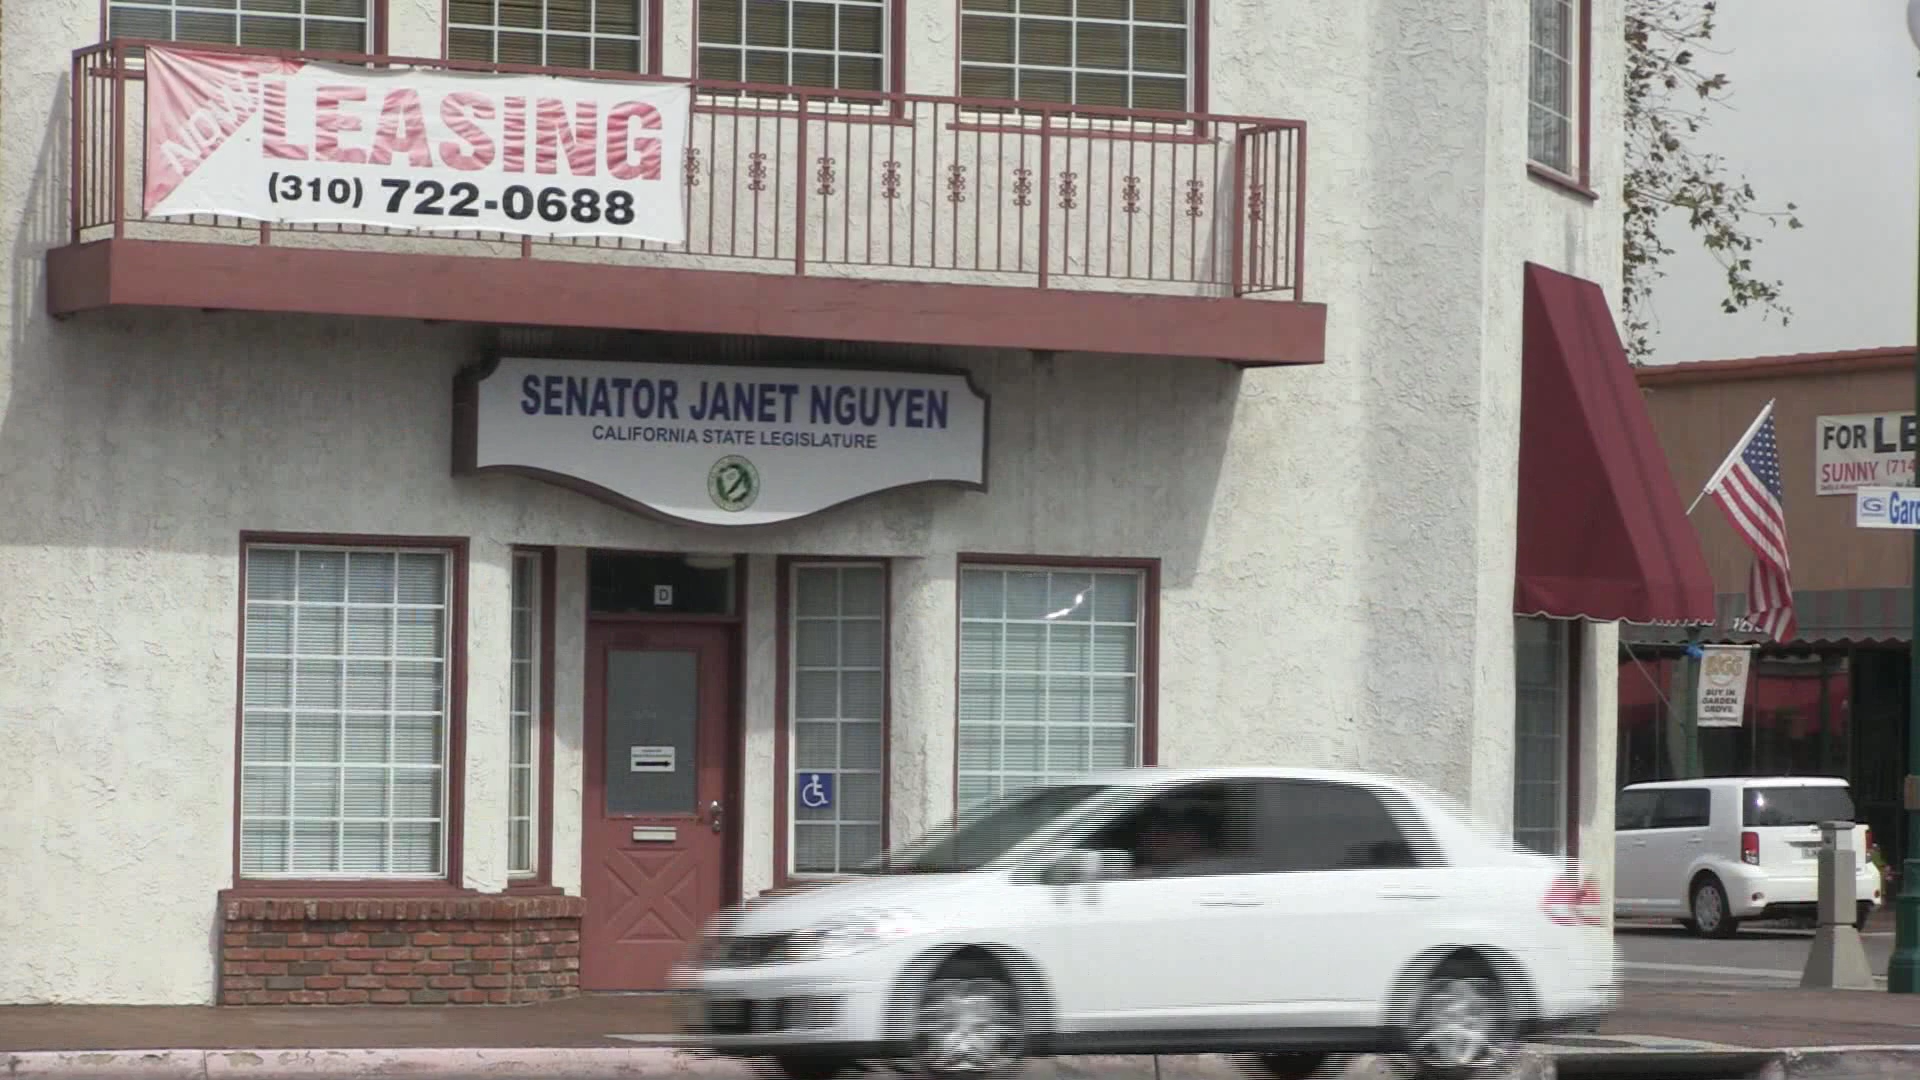 NOW
LEASING
(310) 722-0688
SENATOR JANET NGUYEN
CALIFORNIA STATE LEGISLATURE
D
FOR LE
SUNNY (714
G Gard
BUY IN
GARDEN
GROVE